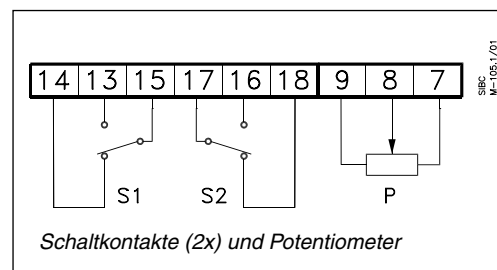 14 13 15 17 16 18 9 8 7
SIBC
M-105.1/01
S1 S2 P
Schaltkontakte (2x) und Potentiometer